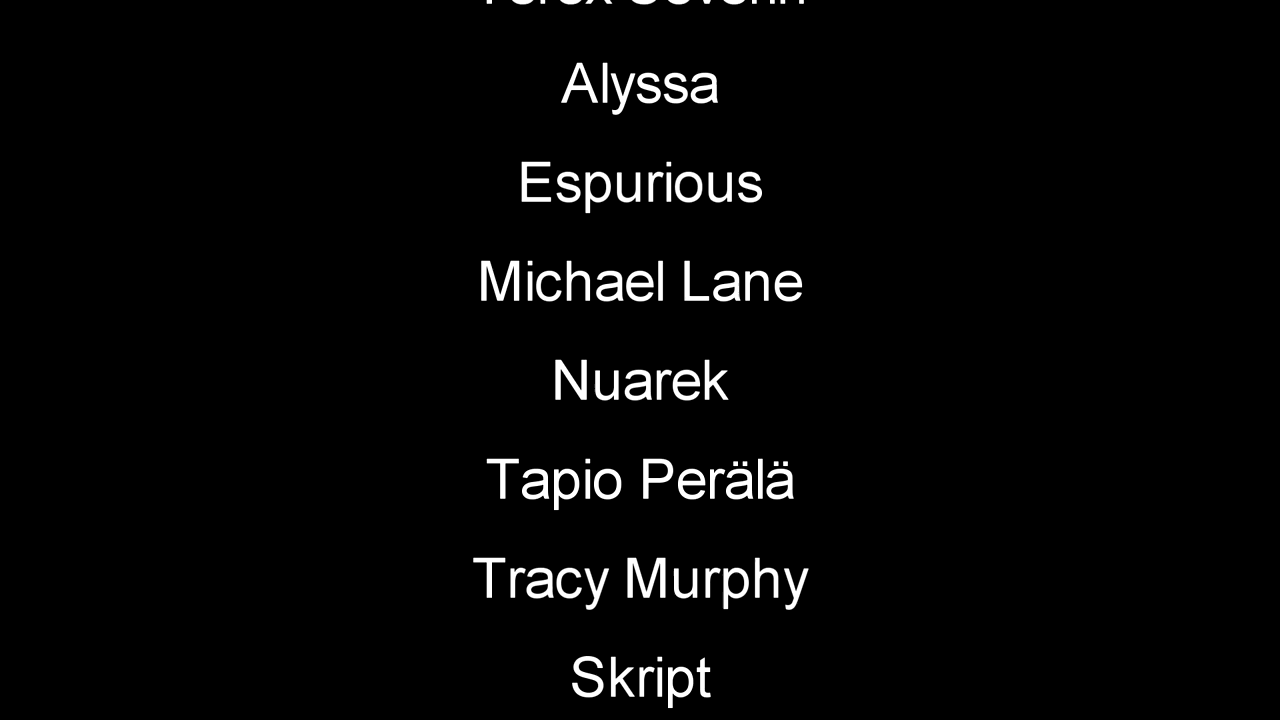 Alyssa
Espurious
Michael Lane
Nuarek
Tapio Perälä
Tracy Murphy
Skript